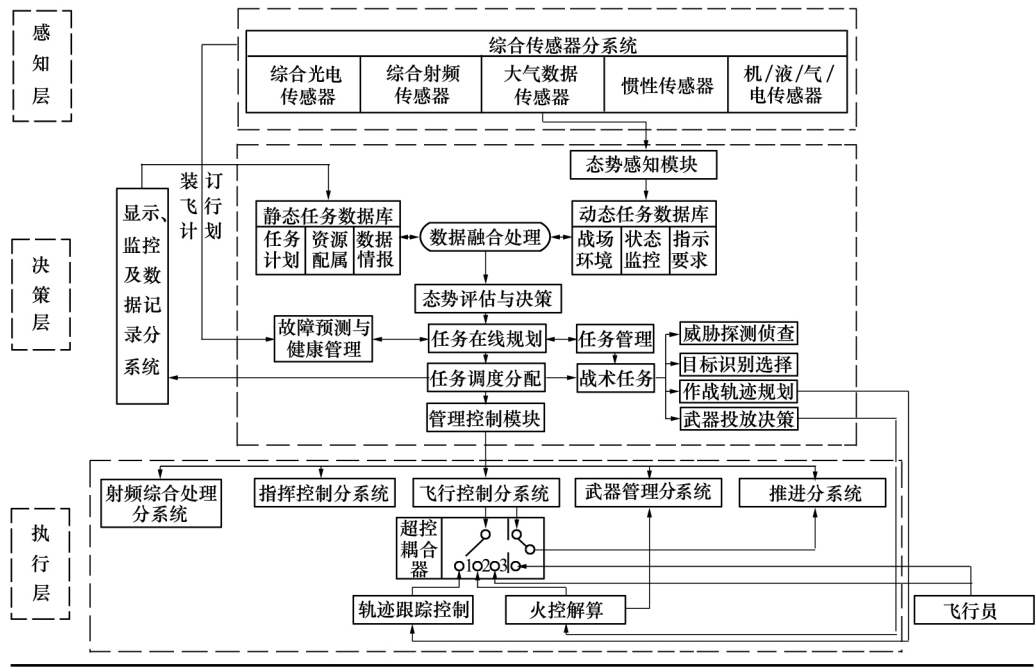 感
知
层
综合传感器分系统
综合光电
传感器
综合射频
传感器
大气数据
传感器
惯性传感器
机/液/气/
电传感器
态势感知模块
装订
飞行
计划
显示、
监控
及数
据记
录分
系统
静态任务数据库
任务
计划
资源
配属
数据
情报
数据融合处理
动态任务数据库
战场
环境
状态
监控
指示
要求
决
策
层
态势评估与决策
故障预测与
健康管理
任务在线规划
任务管理
威胁探测侦查
目标识别选择
任务调度分配
战术任务
作战轨迹规划
武器投放决策
管理控制模块
射频综合处理
分系统
指挥控制分系统
飞行控制分系统
武器管理分系统
推进分系统
执
行
层
超控
耦合
器
1 2 3
轨迹跟踪控制
火控解算
飞行员